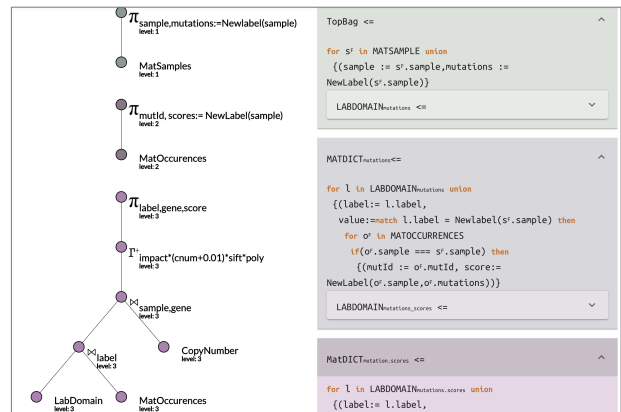 π sample,mutations:=Newlabel(sample)
level: 1
MatSamples
level: 1
π mutId, scores:= NewLabel(sample)
level: 2
MatOccurences
level: 2
π label,gene,score
level: 3
Γ+ impact*(cnum+0.01)*sift*poly
level: 3
⋈ sample,gene
level: 3
⋈ label
level: 3
CopyNumber
level: 3
LabDomain
level: 3
MatOccurences
level: 3
TopBag <=
for sF in MATSAMPLE union
{(sample := sF.sample,mutations :=
NewLabel(sF.sample)}
LABDOMAINmutations <=
MATDICTmutations<=
for l in LABDOMAINmutations union
{(label:= l.label,
value:=match l.label = Newlabel(sF.sample) then
for oF in MATOCCURRENCES
if(oF.sample === sF.sample) then
{(mutId := oF.mutId, score:=
NewLabel(oF.sample,oF.mutations))}
LABDOMAINmutations_scores <=
MatDICTmutation.scores <=
for l in LABDOMAINmutations.scores union
{(label:= l.label,